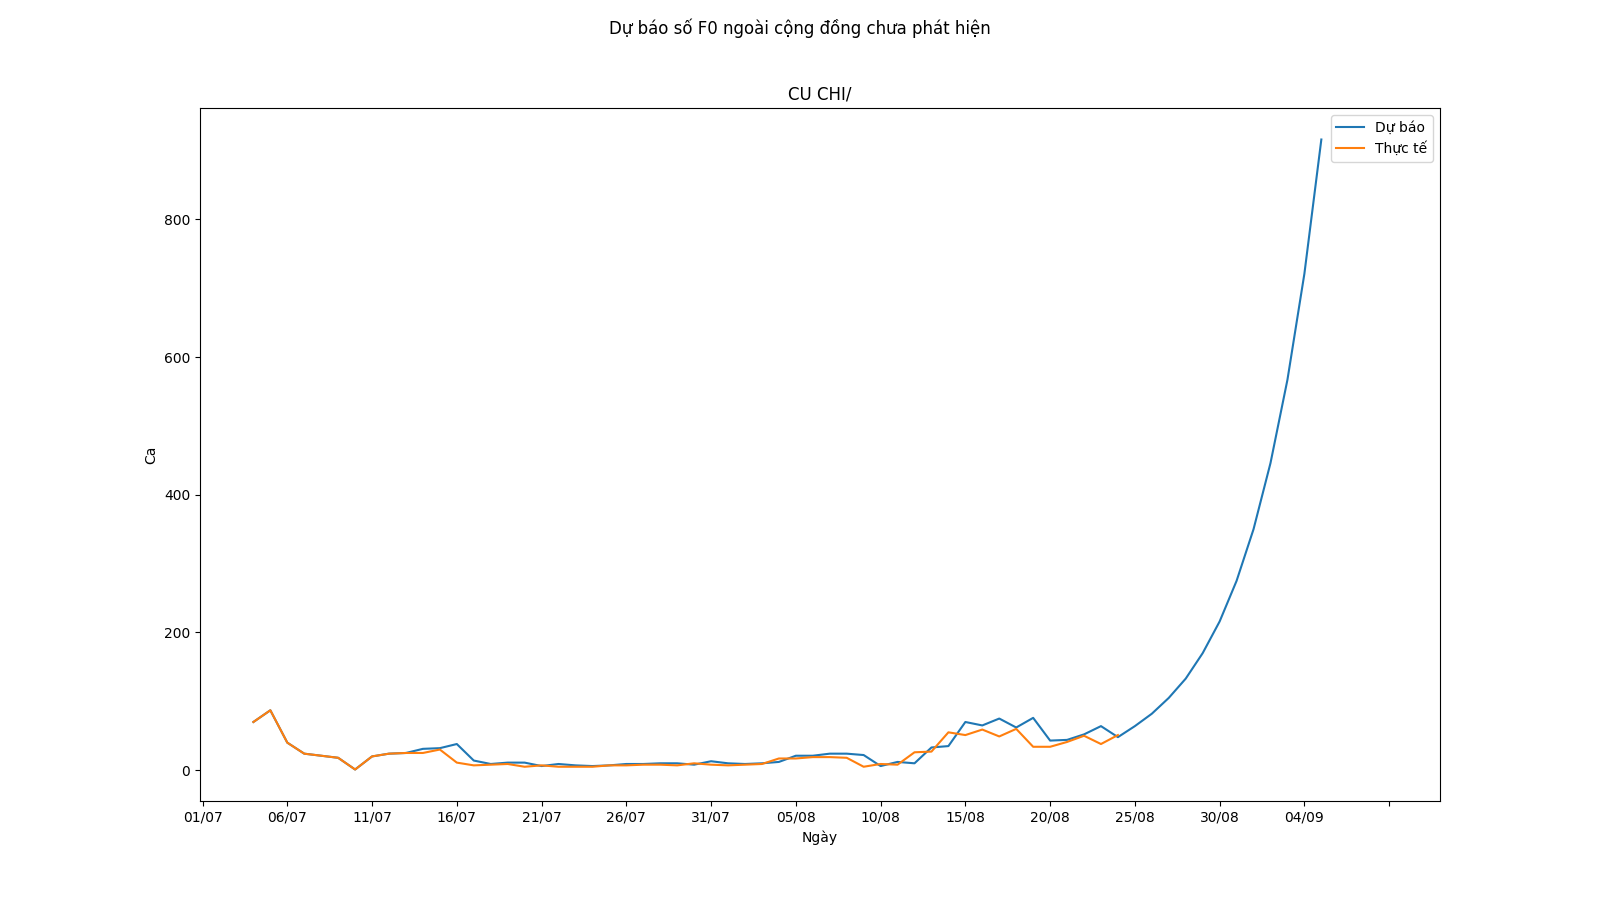 Dự báo số F0 ngoài cộng đồng chưa phát hiện
CU CHI/
Dự báo
Thực tế
800
600
400
200
0
Ca
01/07 06/07 11/07 16/07 21/07 26/07 31/07 05/08 10/08 15/08 20/08 25/08 30/08 04/09
Ngày